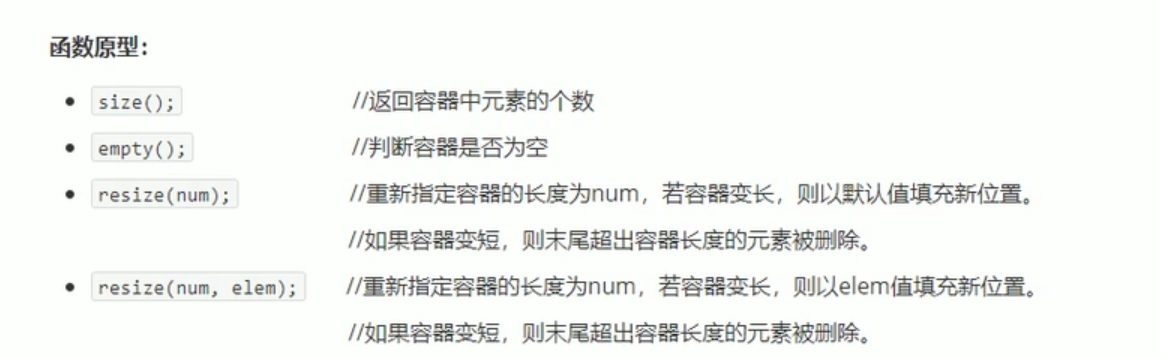 函数原型：
size(); //返回容器中元素的个数
empty(); //判断容器是否为空
resize(num); //重新指定容器的长度为num，若容器变长，则以默认值填充新位置。
//如果容器变短，则末尾超出容器长度的元素被删除。
resize(num, elem); //重新指定容器的长度为num，若容器变长，则以elem值填充新位置。
//如果容器变短，则末尾超出容器长度的元素被删除。